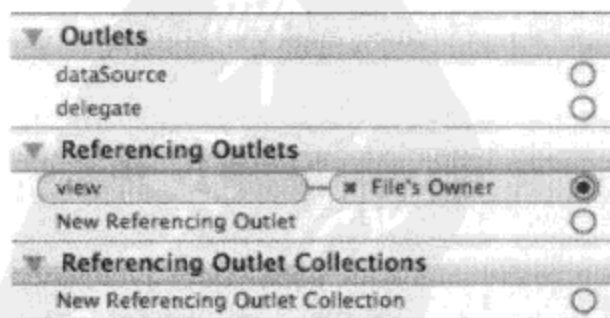 Outlets
dataSource
delegate
Referencing Outlets
view File's Owner
New Referencing Outlet
Referencing Outlet Collections
New Referencing Outlet Collection